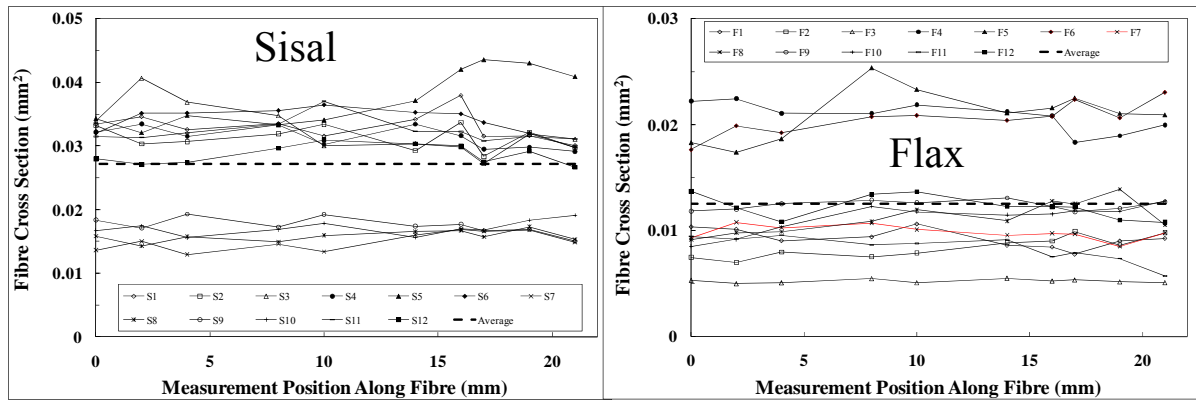 Sisal
Fibre Cross Section (mm²)
0.05
0.04
0.03
0.02
0.01
0
S1 S2 S3 S4 S5 S6 S7
S8 S9 S10 S11 S12 Average
0 5 10 15 20
Measurement Position Along Fibre (mm)
Flax
Fibre Cross Section (mm²)
0.03
0.02
0.01
0
F1 F2 F3 F4 F5 F6 F7
F8 F9 F10 F11 F12 Average
0 5 10 15 20
Measurement Position Along Fibre (mm)